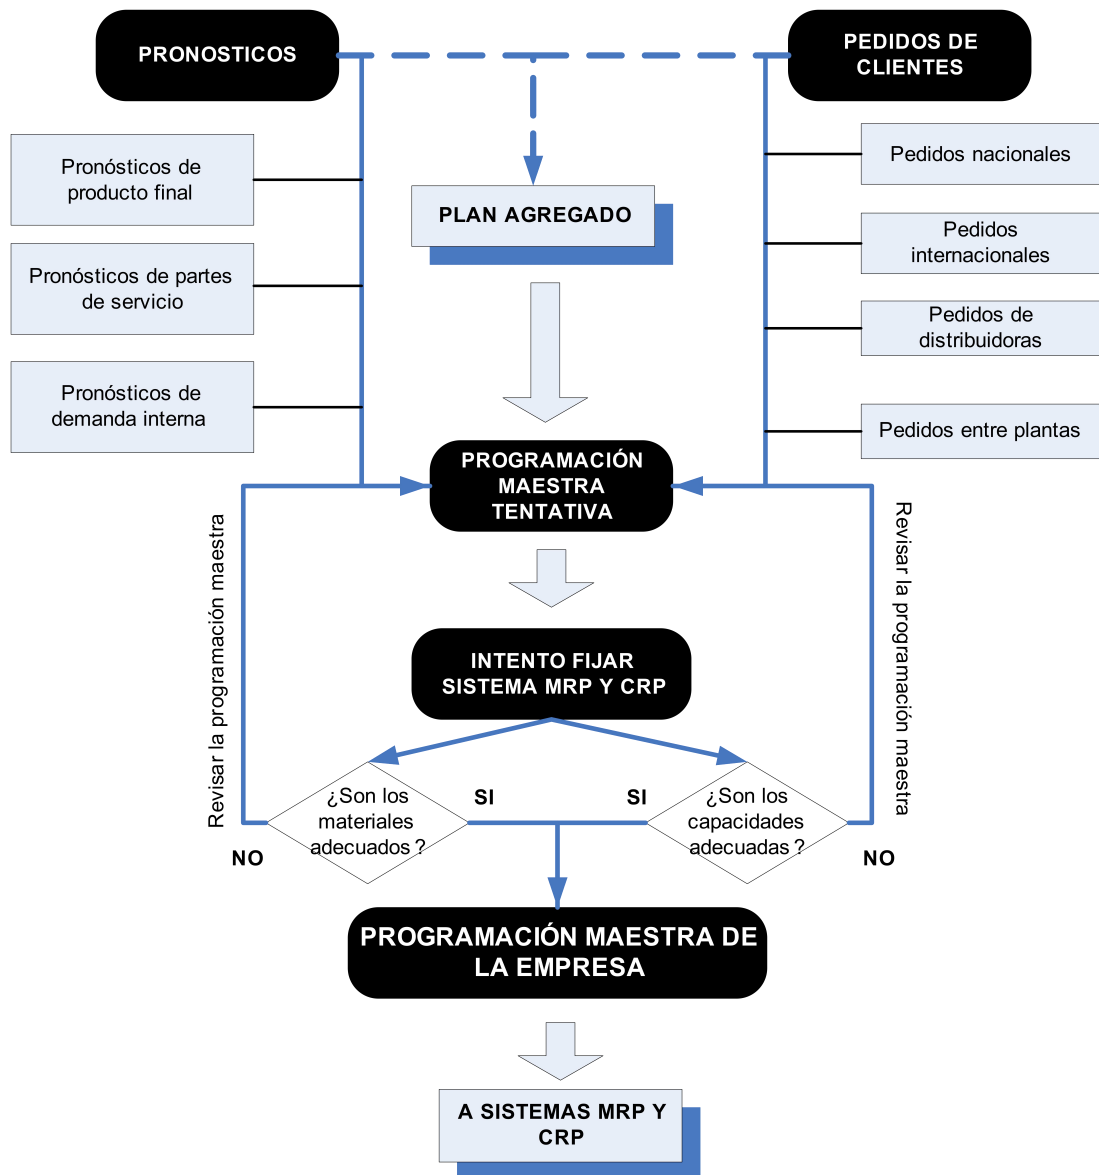 PRONOSTICOS
PEDIDOS DE
CLIENTES
Pronósticos de
producto final
Pronósticos de partes
de servicio
Pronósticos de
demanda interna
PLAN AGREGADO
Pedidos nacionales
Pedidos
internacionales
Pedidos de
distribuidoras
Pedidos entre plantas
PROGRAMACIÓN
MAESTRA
TENTATIVA
Revisar la programación maestra
Revisar la programación maestra
INTENTO FIJAR
SISTEMA MRP Y CRP
¿Son los
materiales
adecuados ?
SI
NO
SI
¿Son los
capacidades
adecuadas ?
NO
PROGRAMACIÓN MAESTRA DE
LA EMPRESA
A SISTEMAS MRP Y
CRP